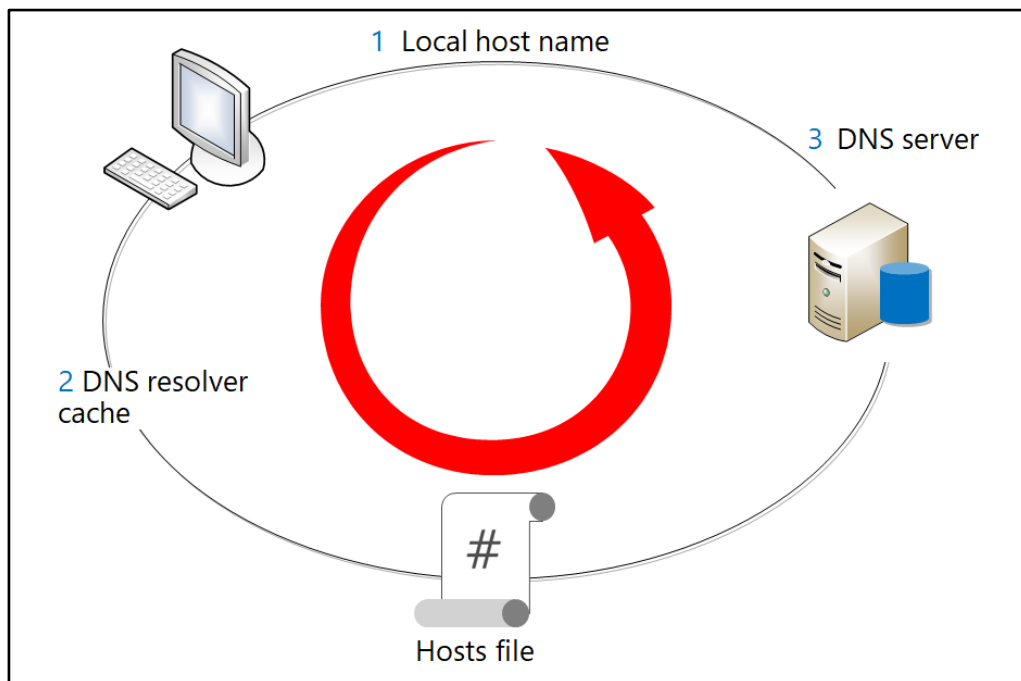 1 Local host name
3 DNS server
2 DNS resolver
cache
#
Hosts file